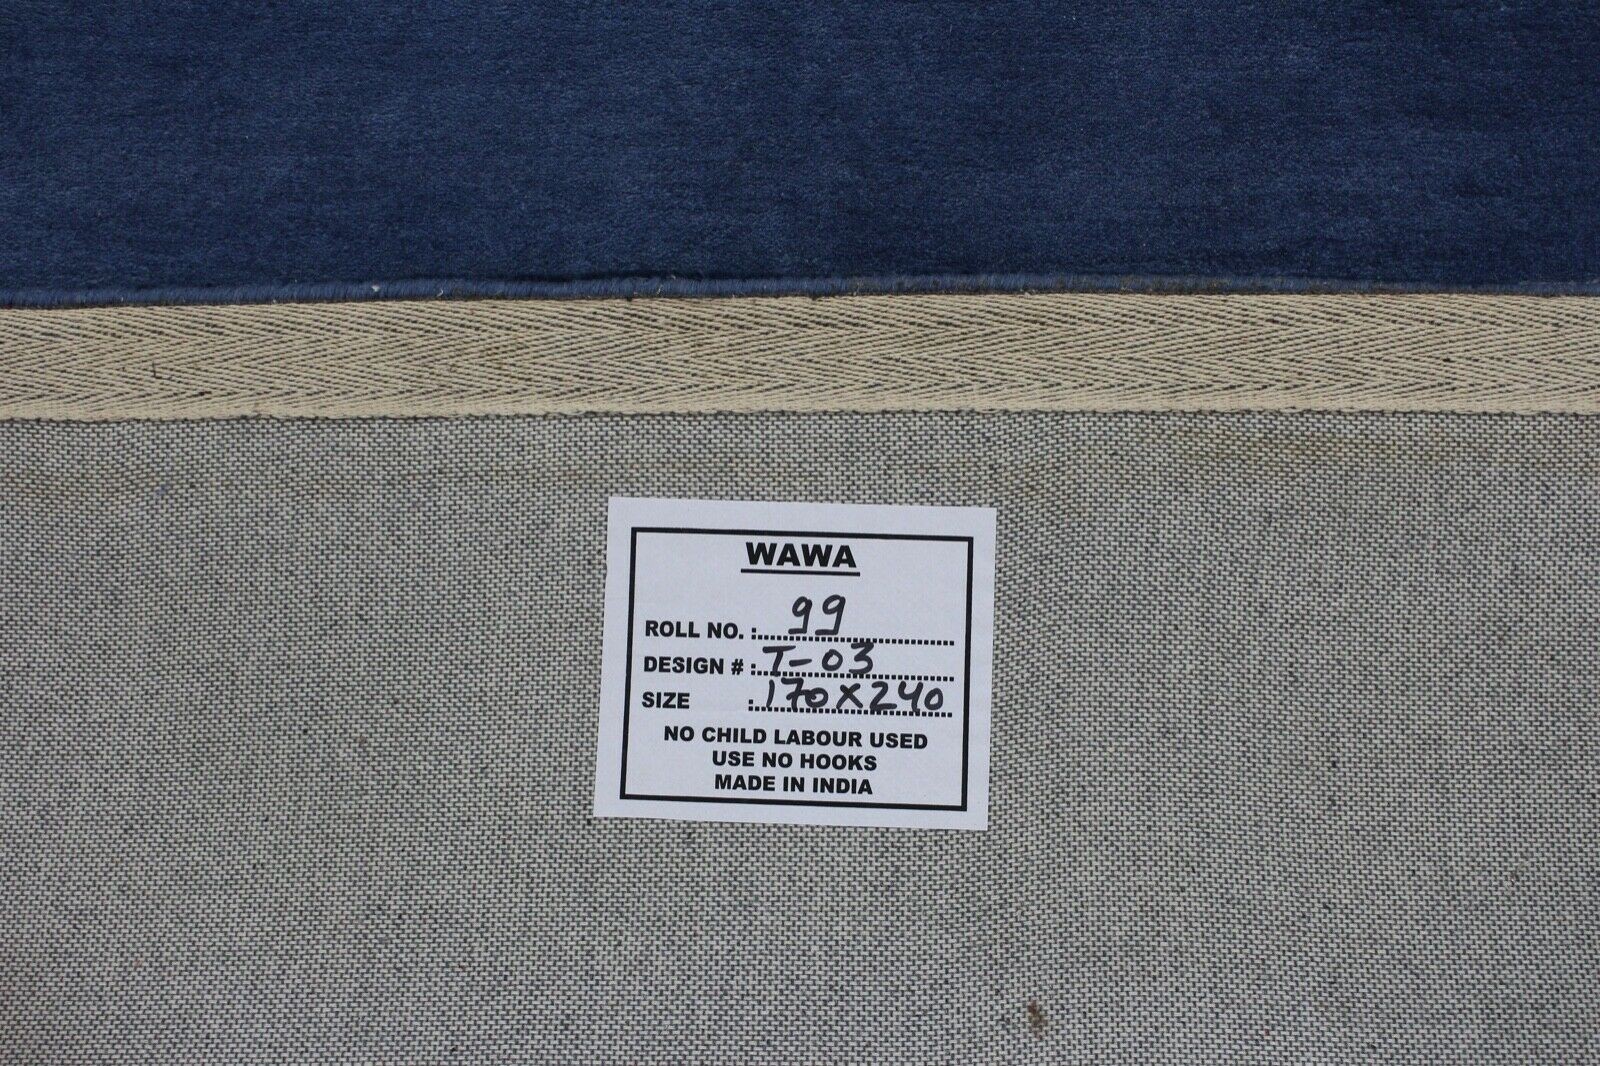 WAWA
ROLL NO. : 99
DESIGN # : T-03
SIZE : 170X240
NO CHILD LABOUR USED
USE NO HOOKS
MADE IN INDIA